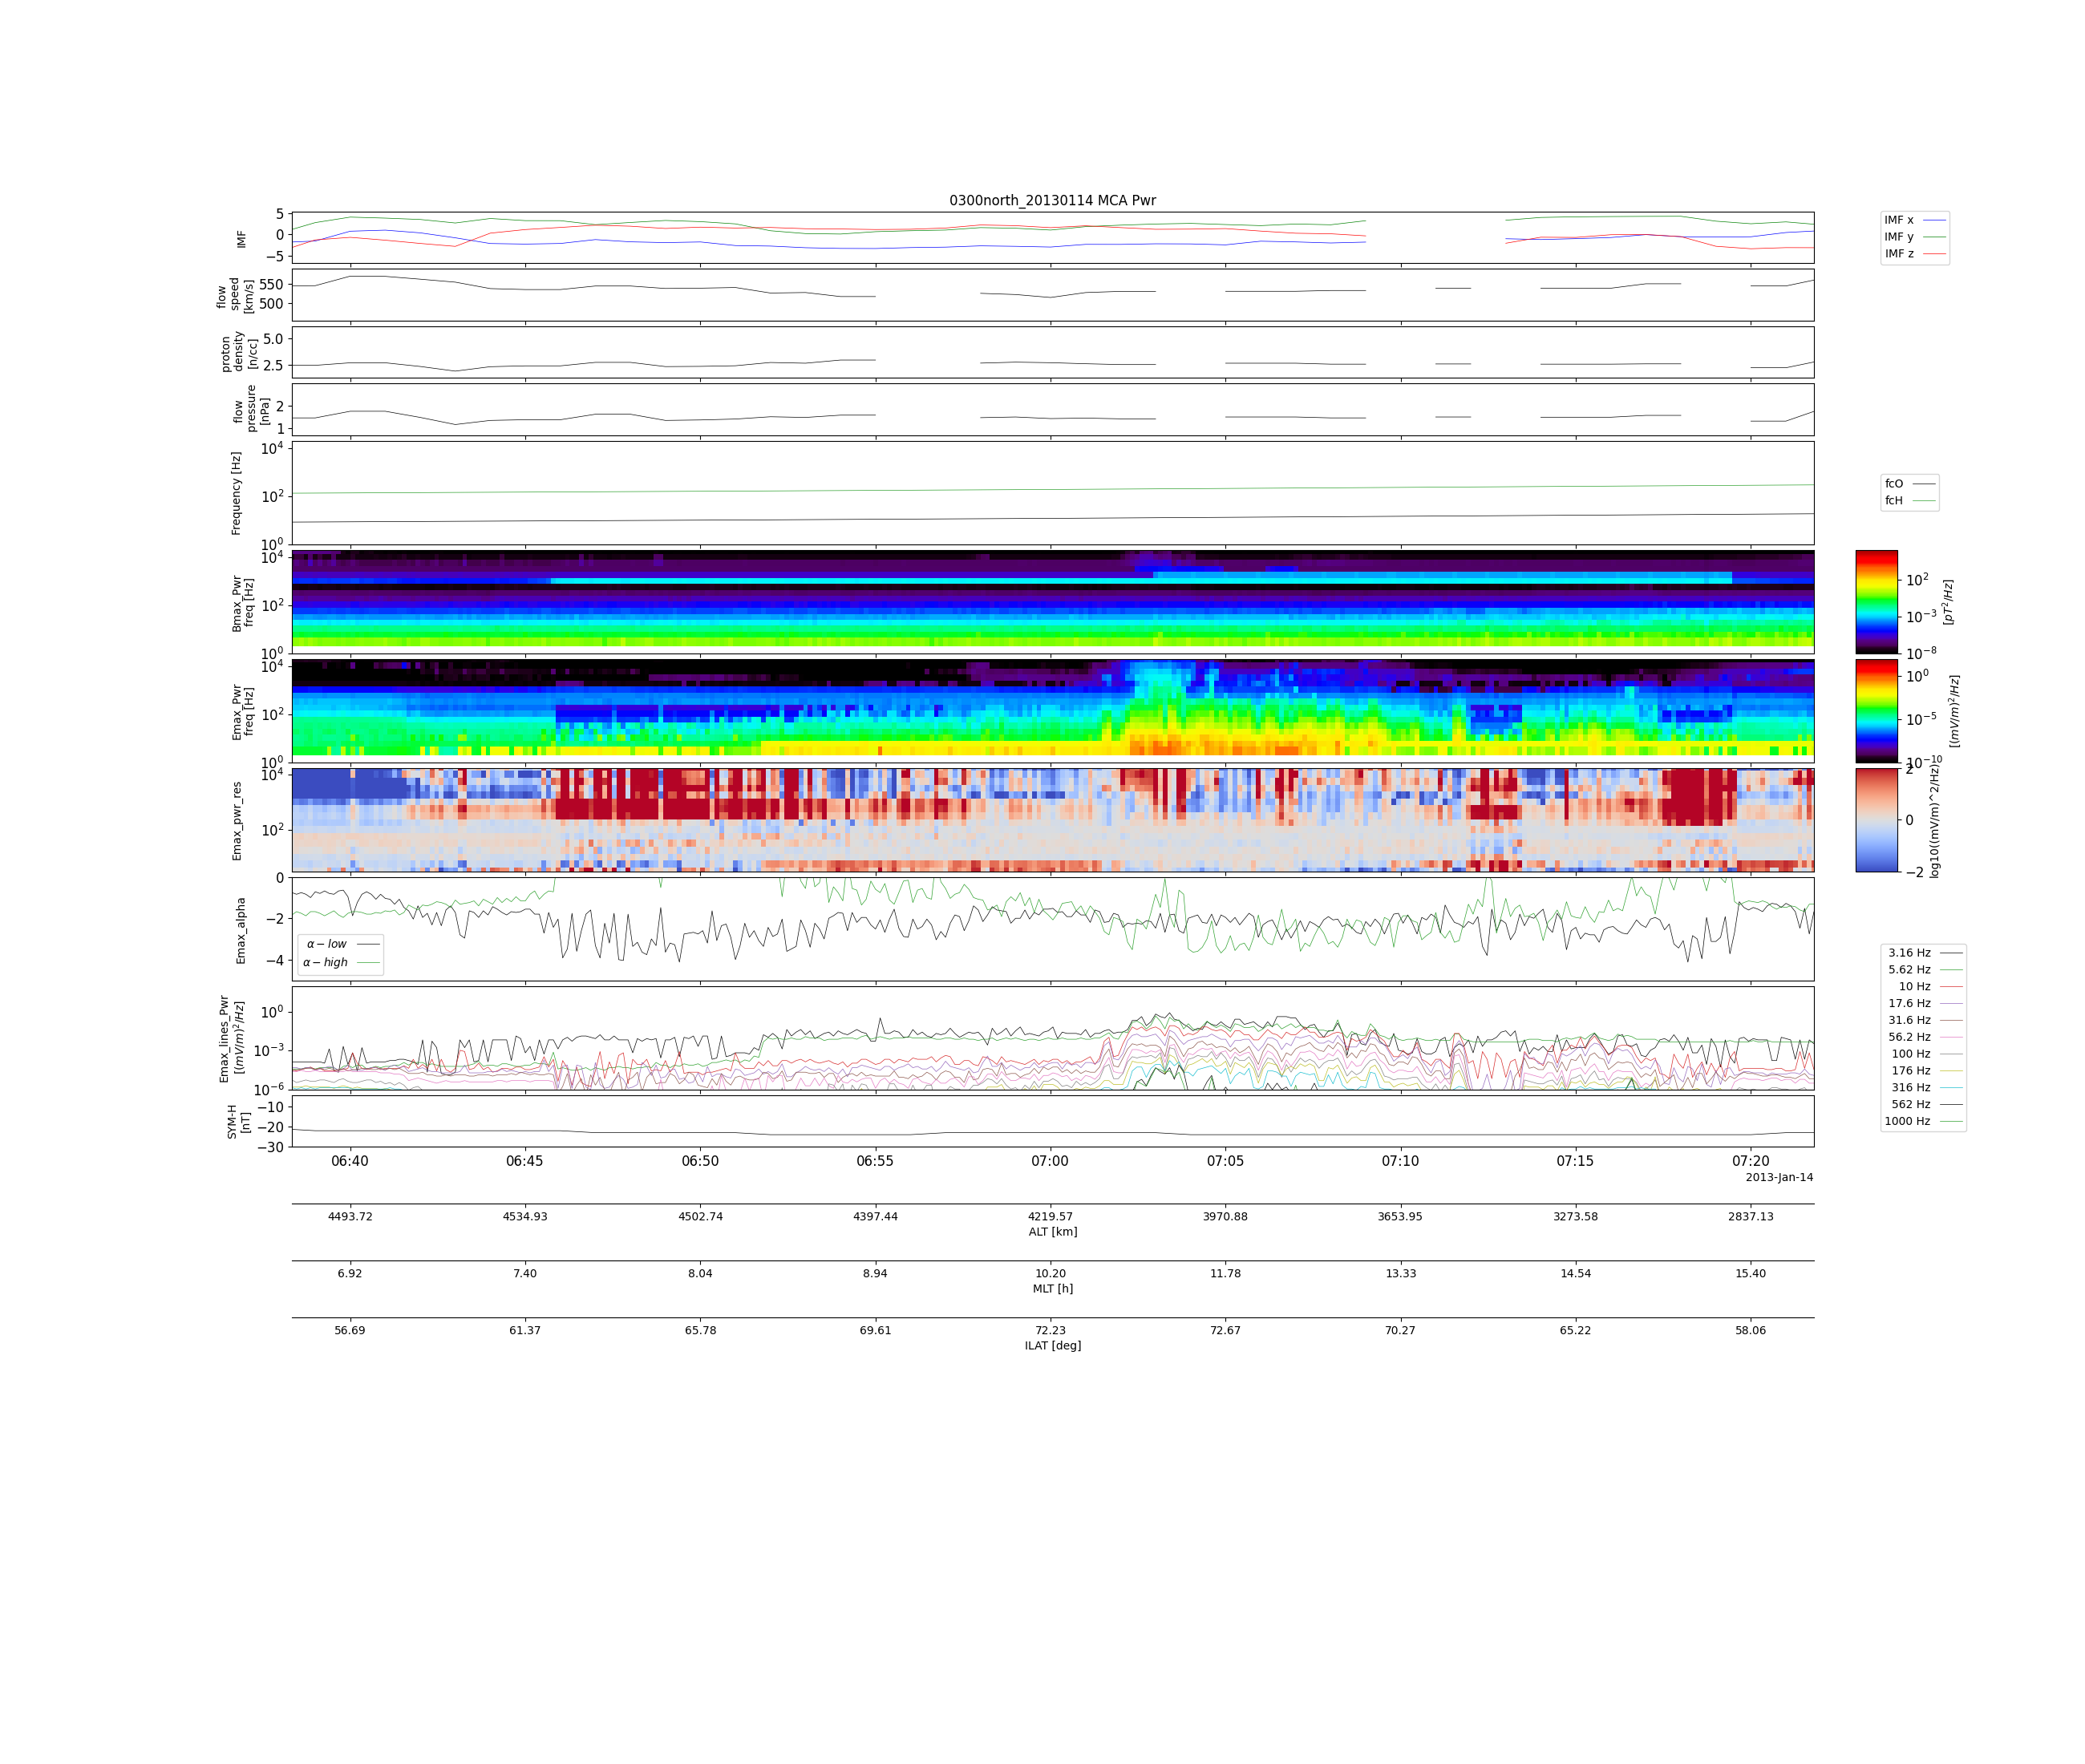 0300north_20130114 MCA Pwr
5
0
−5
IMF
IMF x
IMF y
IMF z
550
500
flow
speed
[km/s]
5.0
2.5
proton
density
[n/cc]
2
1
flow
pressure
[nPa]
10^4
10^2
10^0
Frequency [Hz]
fcO
fcH
10^4
10^2
10^0
Bmax_Pwr
freq [Hz]
10^2
10^-3
10^-8
[pT^2/Hz]
10^4
10^2
10^0
Emax_Pwr
freq [Hz]
10^0
10^-5
10^-10
[(mV/m)^2/Hz]
10^4
10^2
Emax_pwr_res
2
0
−2
log10((mV/m)^2/Hz)
0
−2
−4
Emax_alpha
α − low
α − high
10^0
10^-3
10^-6
Emax_lines_Pwr
[(mV/m)^2/Hz]
3.16 Hz
5.62 Hz
10 Hz
17.6 Hz
31.6 Hz
56.2 Hz
100 Hz
176 Hz
316 Hz
562 Hz
1000 Hz
−10
−20
−30
SYM-H
[nT]
06:40 06:45 06:50 06:55 07:00 07:05 07:10 07:15 07:20
2013-Jan-14
4493.72 4534.93 4502.74 4397.44 4219.57 3970.88 3653.95 3273.58 2837.13
ALT [km]
6.92 7.40 8.04 8.94 10.20 11.78 13.33 14.54 15.40
MLT [h]
56.69 61.37 65.78 69.61 72.23 72.67 70.27 65.22 58.06
ILAT [deg]